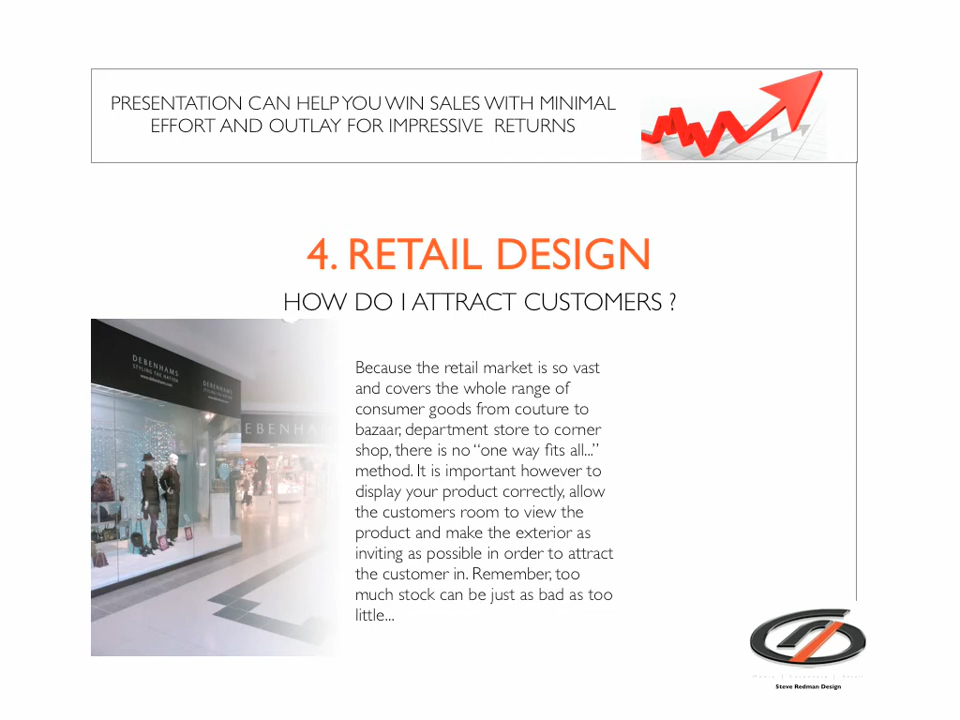 PRESENTATION CAN HELP YOU WIN SALES WITH MINIMAL
EFFORT AND OUTLAY FOR IMPRESSIVE RETURNS
4. RETAIL DESIGN
HOW DO I ATTRACT CUSTOMERS ?
DEBENHAMS
STYLING THE NATION
www.debenhams.com
DEBENHAMS
STYLING THE NATION
EBENHAMS
Because the retail market is so vast
and covers the whole range of
consumer goods from couture to
bazaar, department store to corner
shop, there is no “one way fits all...”
method. It is important however to
display your product correctly, allow
the customers room to view the
product and make the exterior as
inviting as possible in order to attract
the customer in. Remember, too
much stock can be just as bad as too
little...
Steve Redman Design